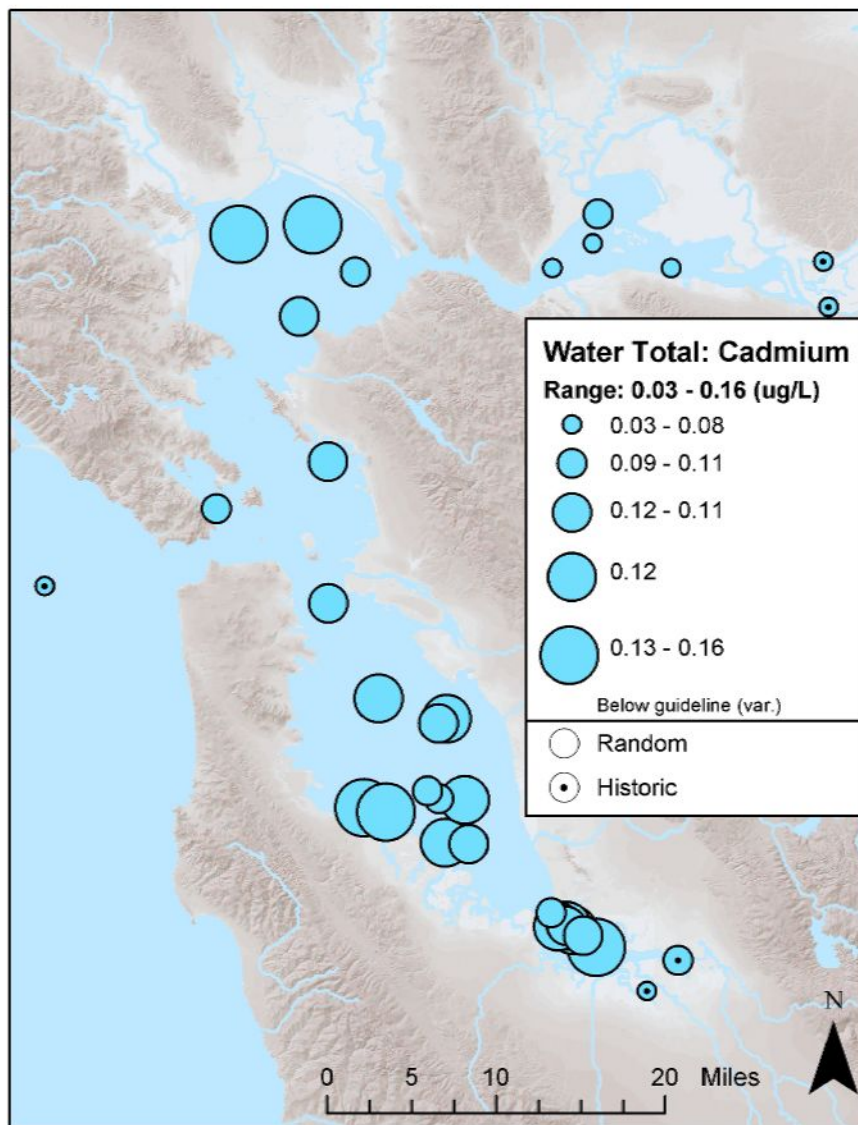 Water Total: Cadmium
Range: 0.03 - 0.16 (ug/L)
0.03 - 0.08
0.09 - 0.11
0.12 - 0.11
0.12
0.13 - 0.16
Below guideline (var.)
Random
Historic
N
0 5 10 20 Miles